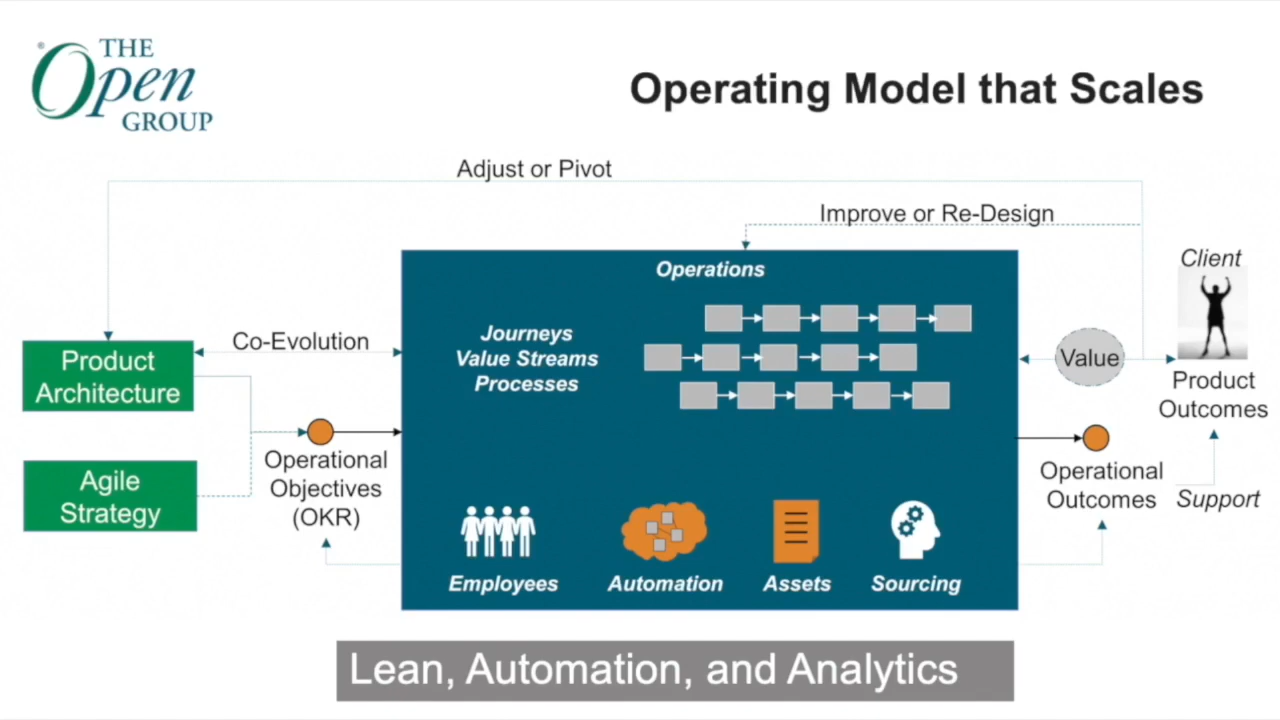 THE
Open
GROUP
®
Operating Model that Scales
Adjust or Pivot
Improve or Re-Design
Operations
Client
Journeys
Value Streams
Processes
Co-Evolution
Product
Architecture
Value
Product
Outcomes
Operational
Objectives
(OKR)
Agile
Strategy
Operational
Outcomes
Support
Employees
Automation
Assets
Sourcing
Lean, Automation, and Analytics